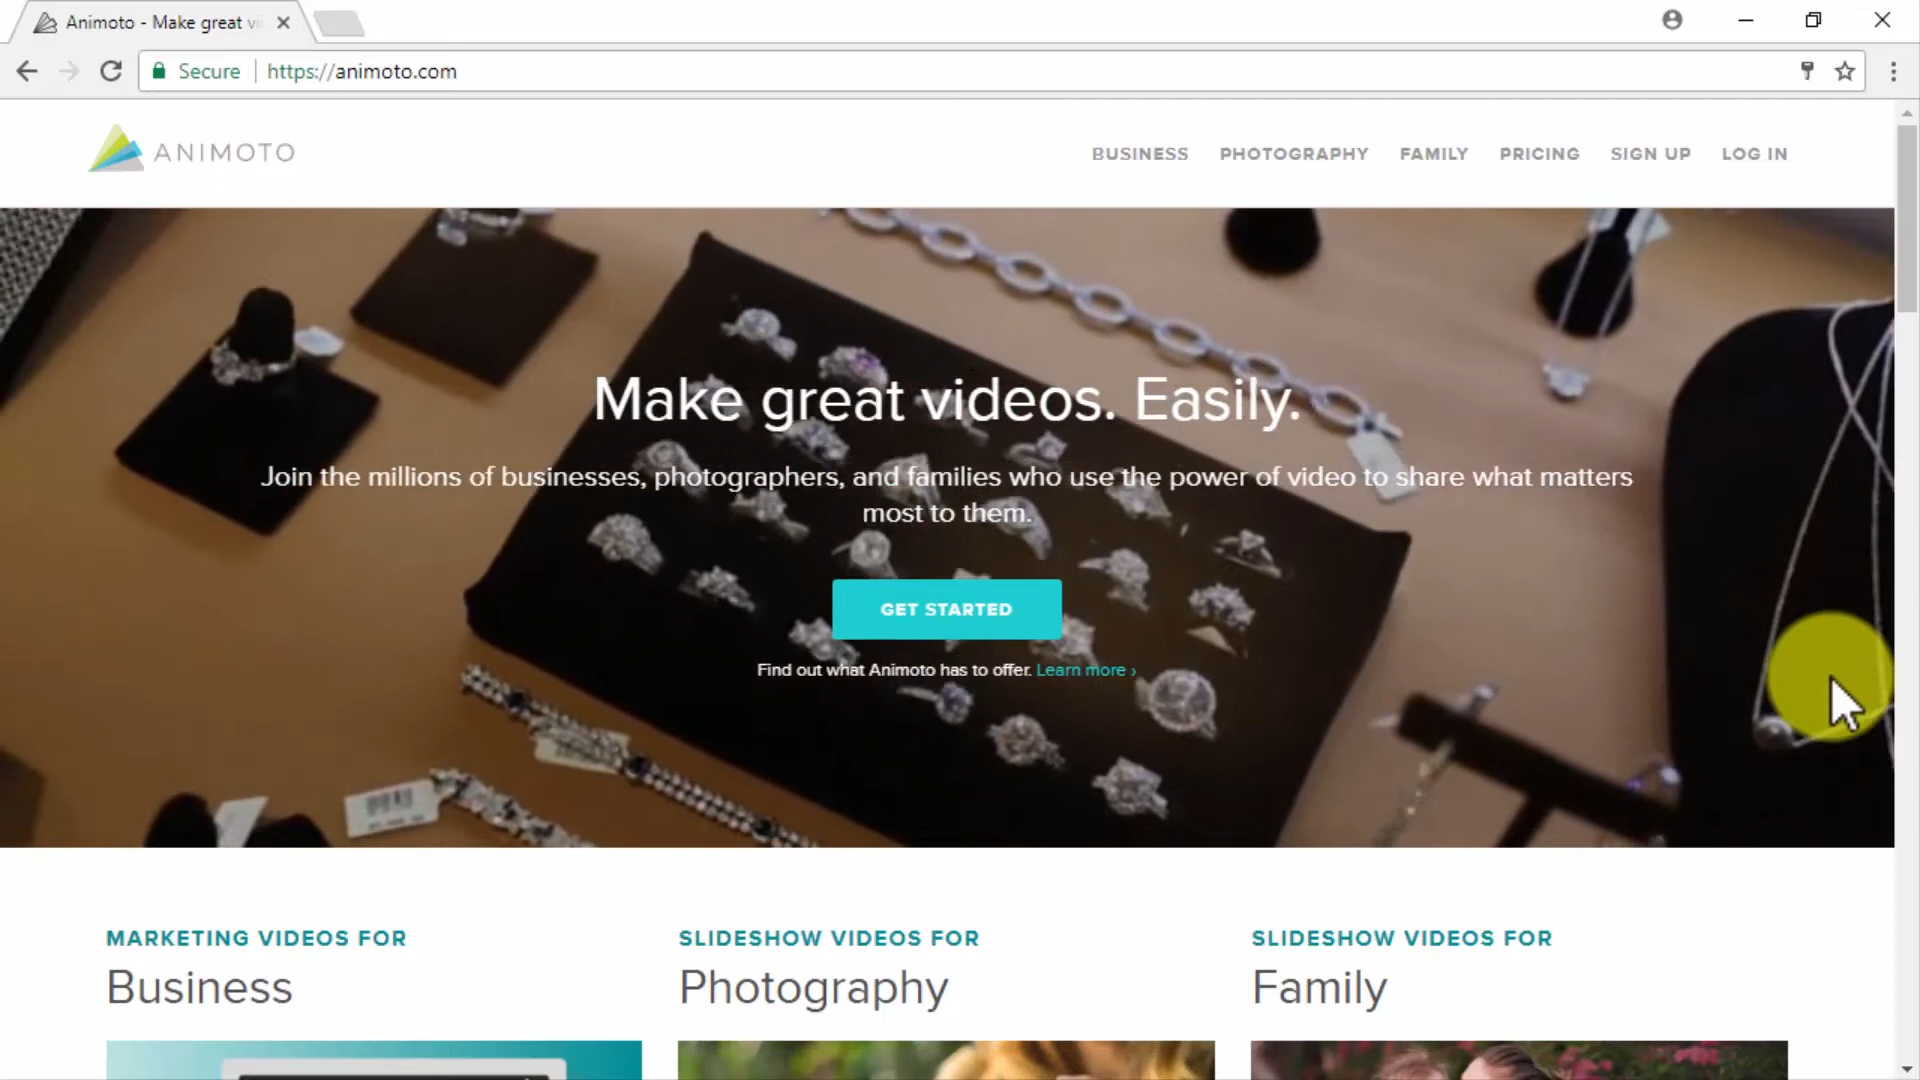 Animoto - Make great vi
Secure
https://animoto.com
ANIMOTO
BUSINESS PHOTOGRAPHY FAMILY PRICING SIGN UP LOG IN
Make great videos. Easily.
Join the millions of businesses, photographers, and families who use the power of video to share what matters
most to them.
GET STARTED
Find out what Animoto has to offer. Learn more ›
MARKETING VIDEOS FOR
Business
SLIDESHOW VIDEOS FOR
Photography
SLIDESHOW VIDEOS FOR
Family